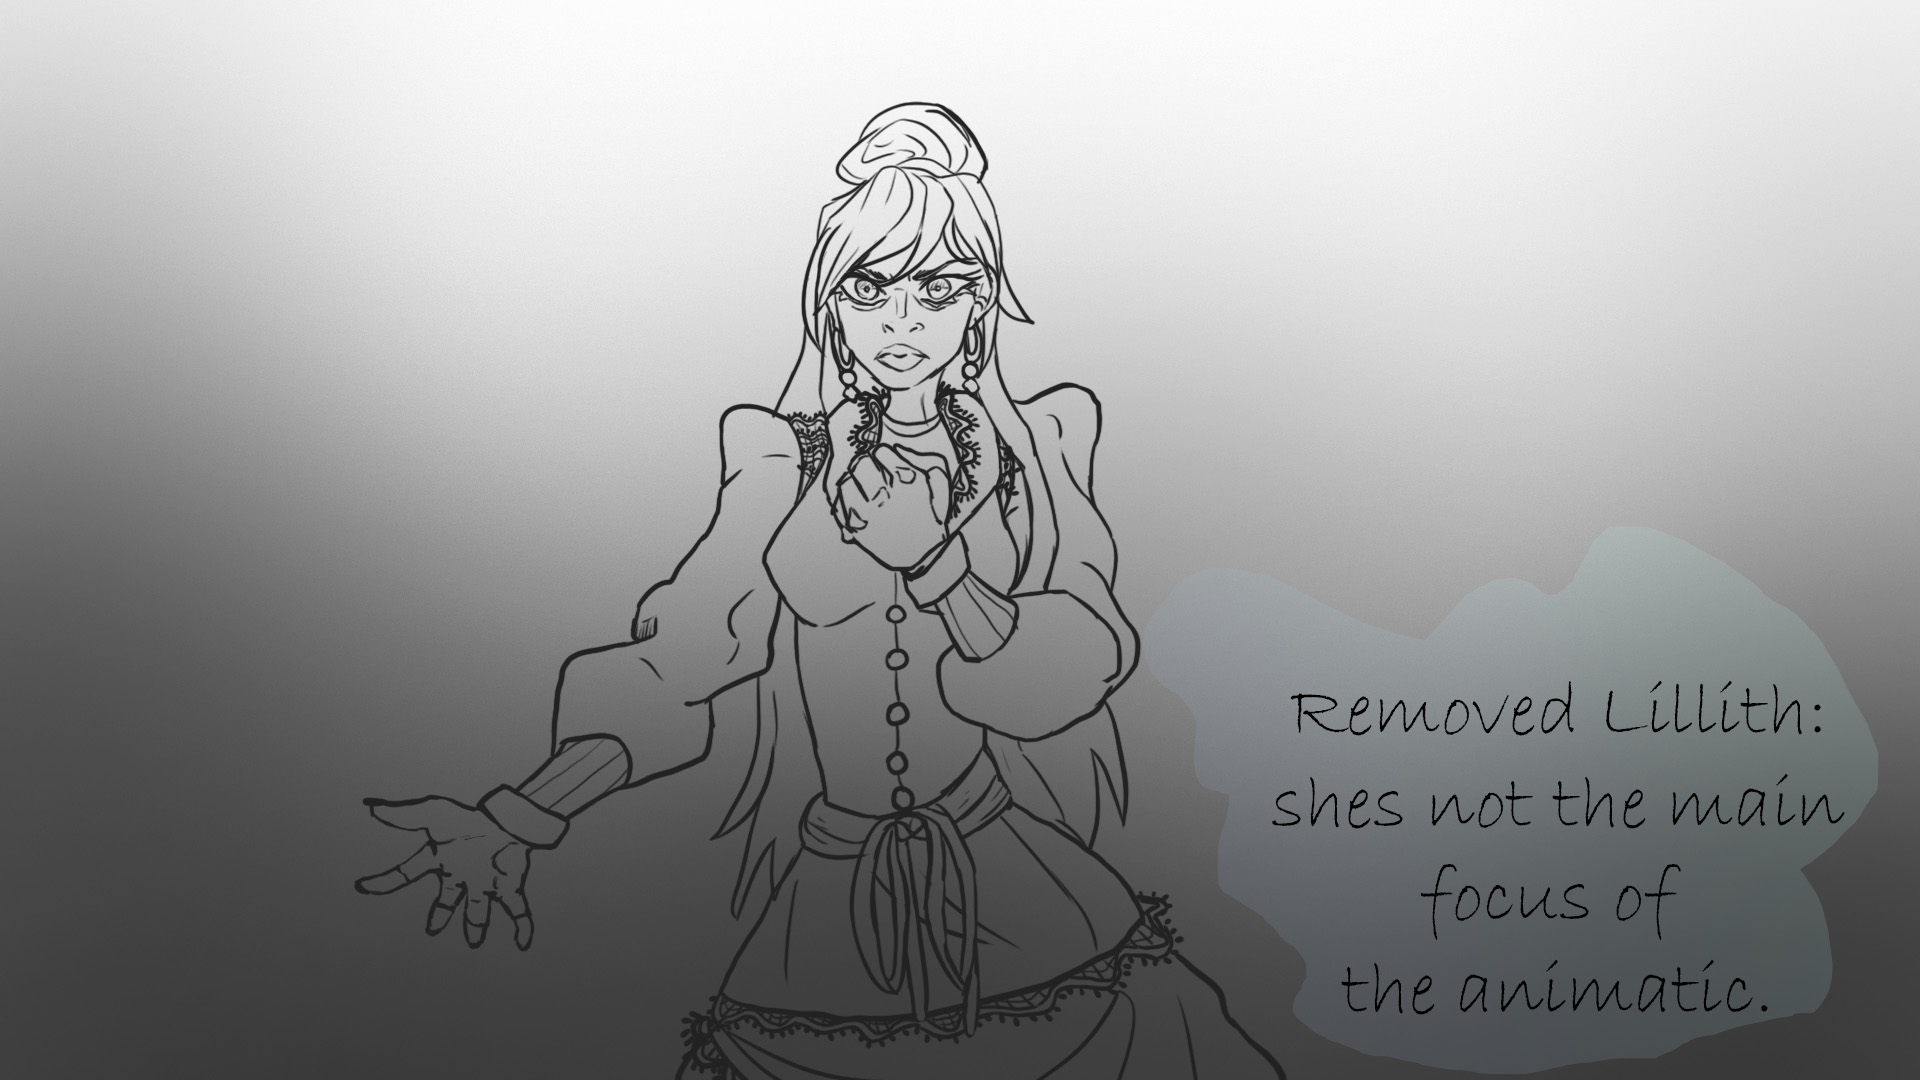 Removed Lillith:
shes not the main
focus of
the animatic.